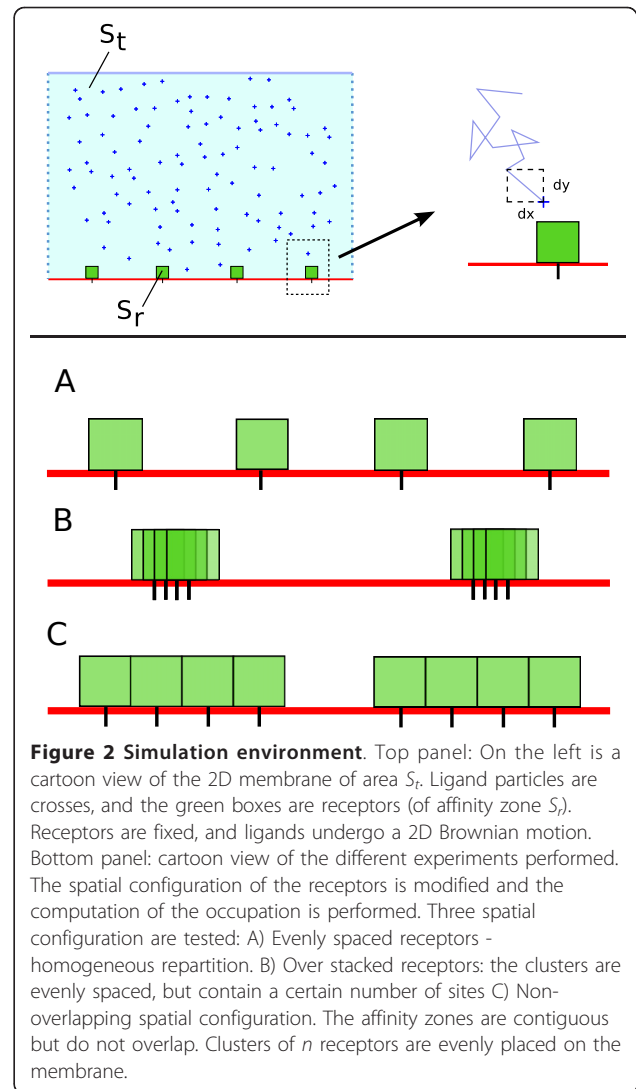 St
Sr
dy
dx
A
B
C
Figure 2 Simulation environment. Top panel: On the left is a
cartoon view of the 2D membrane of area St. Ligand particles are
crosses, and the green boxes are receptors (of affinity zone Sr).
Receptors are fixed, and ligands undergo a 2D Brownian motion.
Bottom panel: cartoon view of the different experiments performed.
The spatial configuration of the receptors is modified and the
computation of the occupation is performed. Three spatial
configuration are tested: A) Evenly spaced receptors -
homogeneous repartition. B) Over stacked receptors: the clusters are
evenly spaced, but contain a certain number of sites C) Non-
overlapping spatial configuration. The affinity zones are contiguous
but do not overlap. Clusters of n receptors are evenly placed on the
membrane.